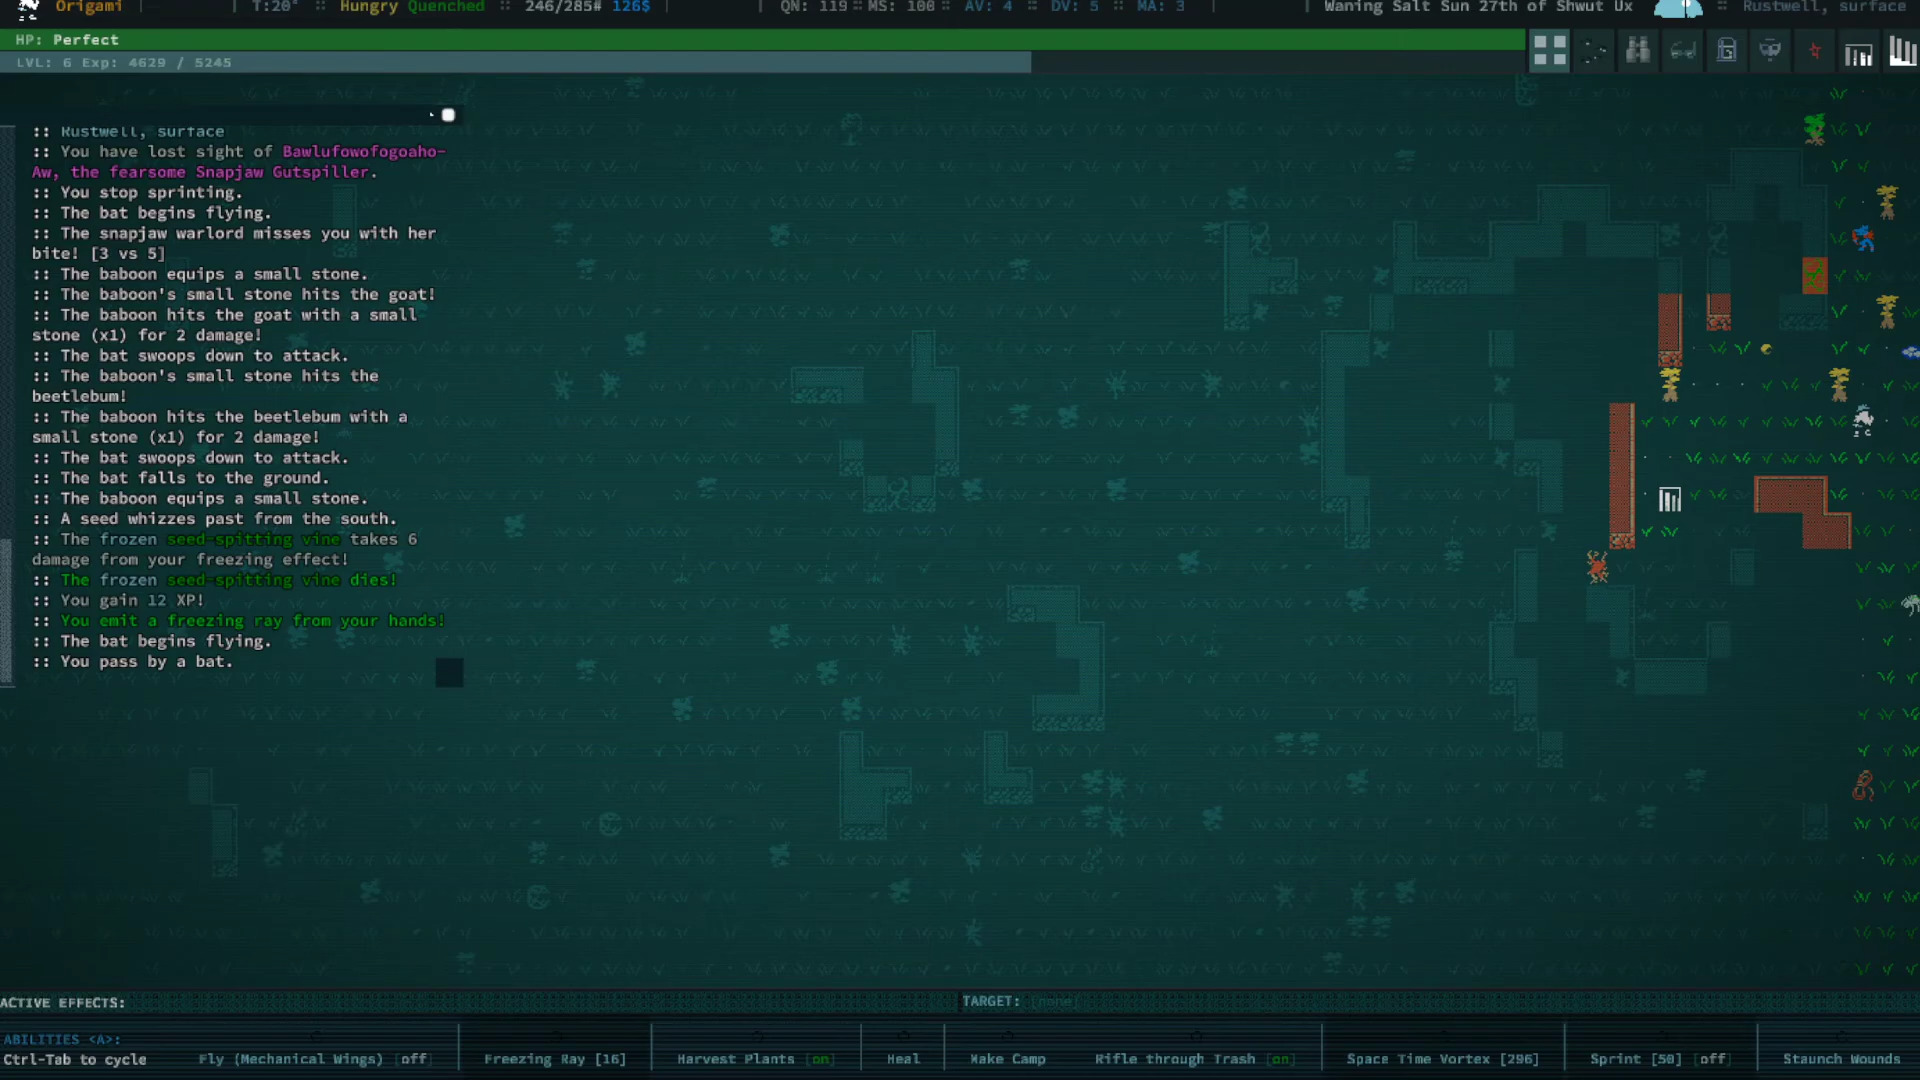 Origami | | T:20° :: Hungry Quenched :: 246/285# 126$ | | QN: 119 :: MS: 100 :: AV: 4 :: DV: 5 :: MA: 3 | | Waning Salt Sun 27th of Shwut Ux :: Rustwell, surface
HP: Perfect
LVL: 6 Exp: 4629 / 5245
:: Rustwell, surface
:: You have lost sight of Bawlufowofogoaho-
Aw, the fearsome Snapjaw Gutspiller.
:: You stop sprinting.
:: The bat begins flying.
:: The snapjaw warlord misses you with her
bite! [3 vs 5]
:: The baboon equips a small stone.
:: The baboon's small stone hits the goat!
:: The baboon hits the goat with a small
stone (x1) for 2 damage!
:: The bat swoops down to attack.
:: The baboon's small stone hits the
beetlebum!
:: The baboon hits the beetlebum with a
small stone (x1) for 2 damage!
:: The bat swoops down to attack.
:: The bat falls to the ground.
:: The baboon equips a small stone.
:: A seed whizzes past from the south.
:: The frozen seed-spitting vine takes 6
damage from your freezing effect!
:: The frozen seed-spitting vine dies!
:: You gain 12 XP!
:: You emit a freezing ray from your hands!
:: The bat begins flying.
:: You pass by a bat.
ACTIVE EFFECTS: TARGET: [none]
ABILITIES <A>:
Ctrl-Tab to cycle Fly (Mechanical Wings) [off] Freezing Ray [16] Harvest Plants [on] Heal Make Camp Rifle through Trash [on] Space Time Vortex [296] Sprint [50] [off] Staunch Wounds